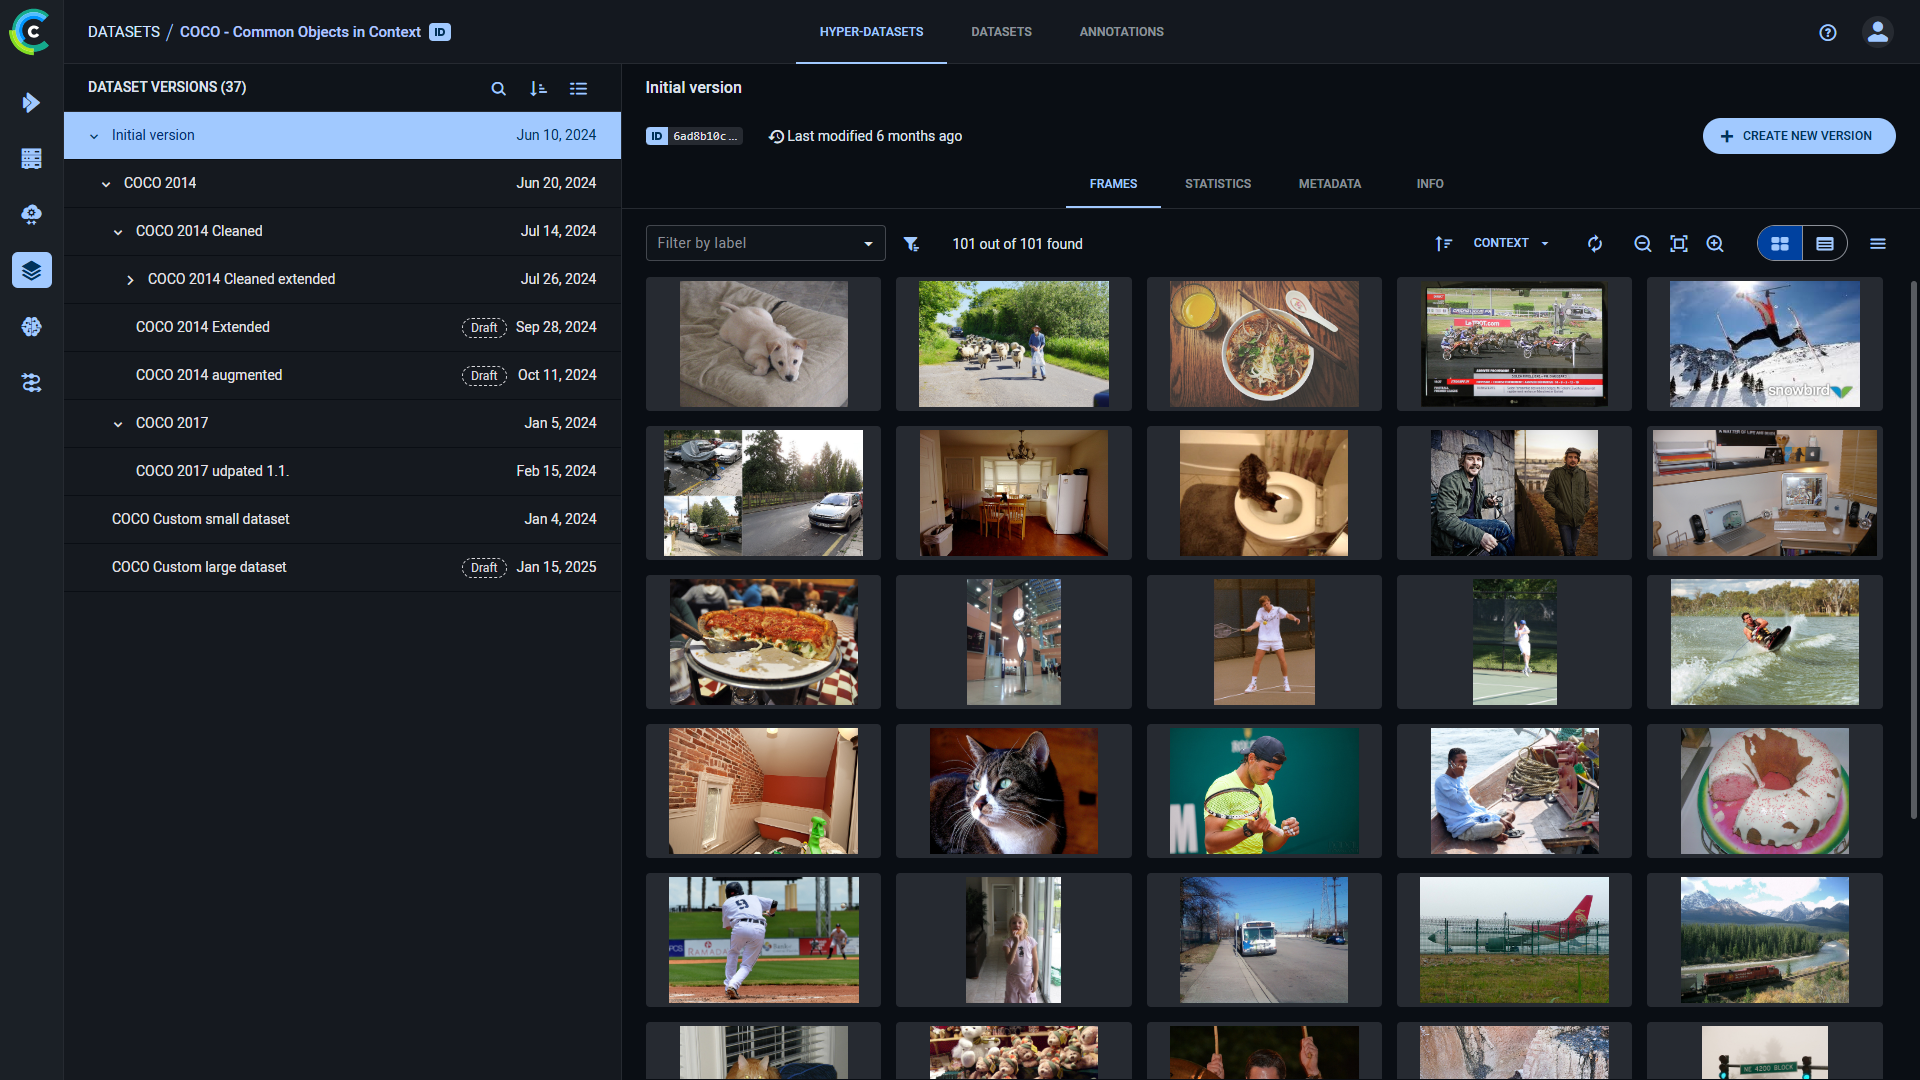 DATASETS / COCO - Common Objects in Context ID
HYPER-DATASETS DATASETS ANNOTATIONS
DATASET VERSIONS (37)
Initial version Jun 10, 2024
COCO 2014 Jun 20, 2024
COCO 2014 Cleaned Jul 14, 2024
COCO 2014 Cleaned extended Jul 26, 2024
COCO 2014 Extended Draft Sep 28, 2024
COCO 2014 augmented Draft Oct 11, 2024
COCO 2017 Jan 5, 2024
COCO 2017 udpated 1.1. Feb 15, 2024
COCO Custom small dataset Jan 4, 2024
COCO Custom large dataset Draft Jan 15, 2025
Initial version
ID 6ad8b10c... Last modified 6 months ago
CREATE NEW VERSION
FRAMES STATISTICS METADATA INFO
Filter by label 101 out of 101 found CONTEXT
snowbird
9
RAMADA
NE 4200 BLOCK